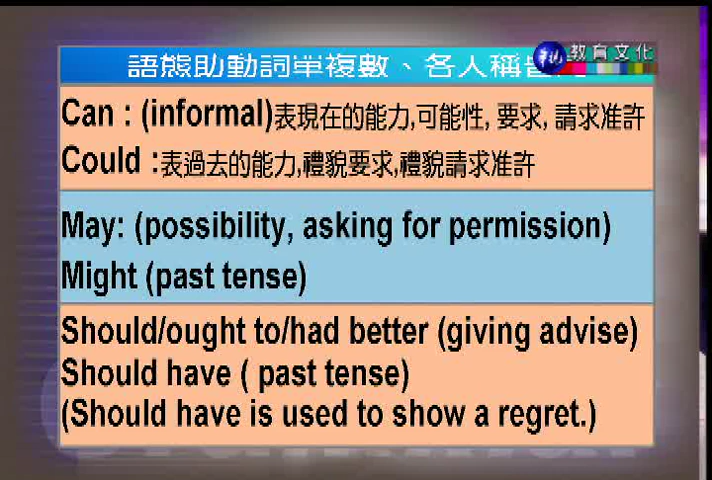 語態助動詞單複數、各人稱皆
教育文化
Can : (informal)表現在的能力,可能性, 要求, 請求准許
Could :表過去的能力,禮貌要求,禮貌請求准許
May: (possibility, asking for permission)
Might (past tense)
Should/ought to/had better (giving advise)
Should have ( past tense)
(Should have is used to show a regret.)